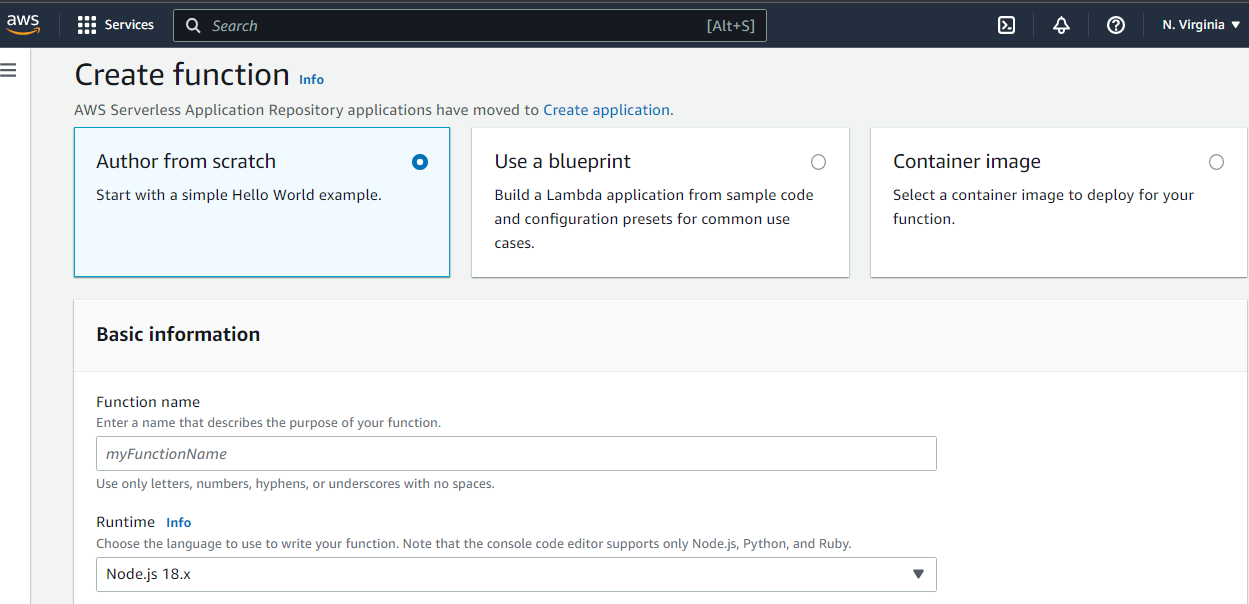 aws
Services
Search
[Alt+S]
N. Virginia
Create function Info
AWS Serverless Application Repository applications have moved to Create application.
Author from scratch
Start with a simple Hello World example.
Use a blueprint
Build a Lambda application from sample code
and configuration presets for common use
cases.
Container image
Select a container image to deploy for your
function.
Basic information
Function name
Enter a name that describes the purpose of your function.
myFunctionName
Use only letters, numbers, hyphens, or underscores with no spaces.
Runtime Info
Choose the language to use to write your function. Note that the console code editor supports only Node.js, Python, and Ruby.
Node.js 18.x